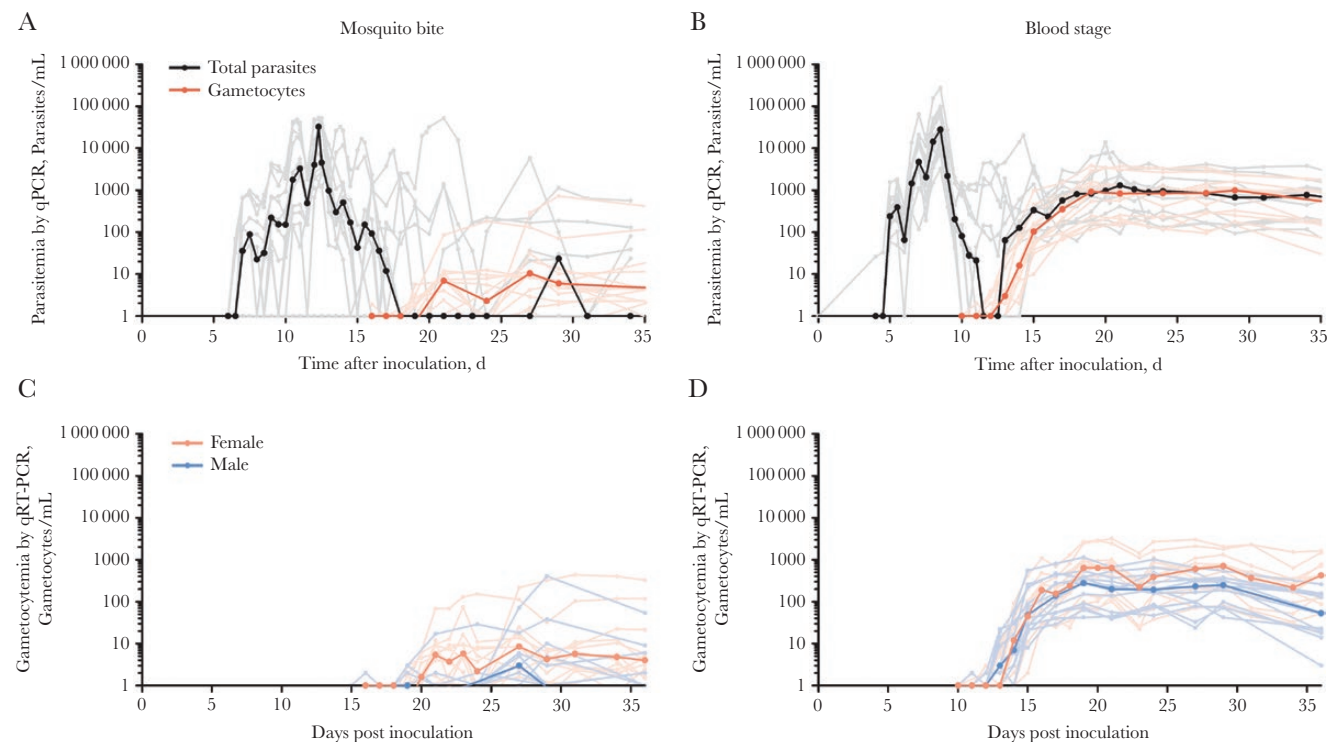 A
Mosquito bite
Parasitemia by qPCR, Parasites/mL
1 000 000
100 000
10 000
1000
100
10
1
Total parasites
Gametocytes
0
5
10
15
20
25
30
35
Time after inoculation, d
B
Blood stage
Parasitemia by qPCR, Parasites/mL
1 000 000
100 000
10 000
1000
100
10
1
0
5
10
15
20
25
30
35
Time after inoculation, d
C
Gametocytemia by qRT-PCR,
Gametocytes/mL
1 000 000
100 000
10 000
1000
100
10
1
Female
Male
0
5
10
15
20
25
30
35
Days post inoculation
D
Gametocytemia by qRT-PCR,
Gametocytes/mL
1 000 000
100 000
10 000
1000
100
10
1
0
5
10
15
20
25
30
35
Days post inoculation